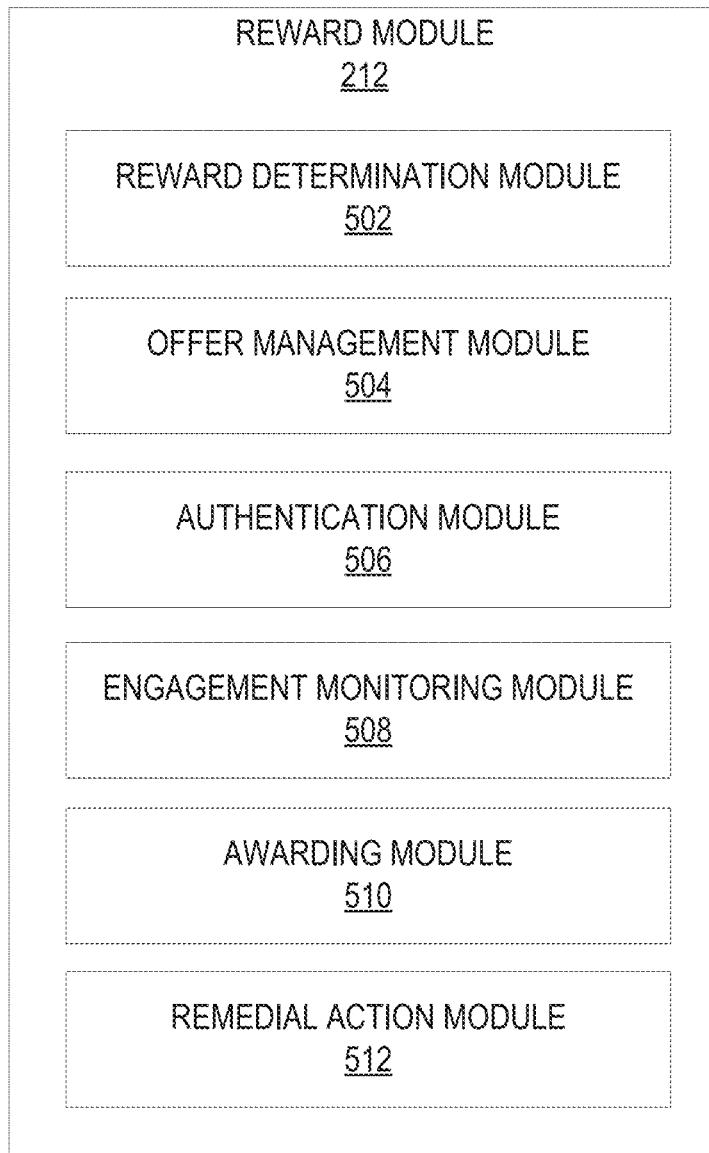 REWARD MODULE
212
REWARD DETERMINATION MODULE
502
OFFER MANAGEMENT MODULE
504
AUTHENTICATION MODULE
506
ENGAGEMENT MONITORING MODULE
508
AWARDING MODULE
510
REMEDIAL ACTION MODULE
512